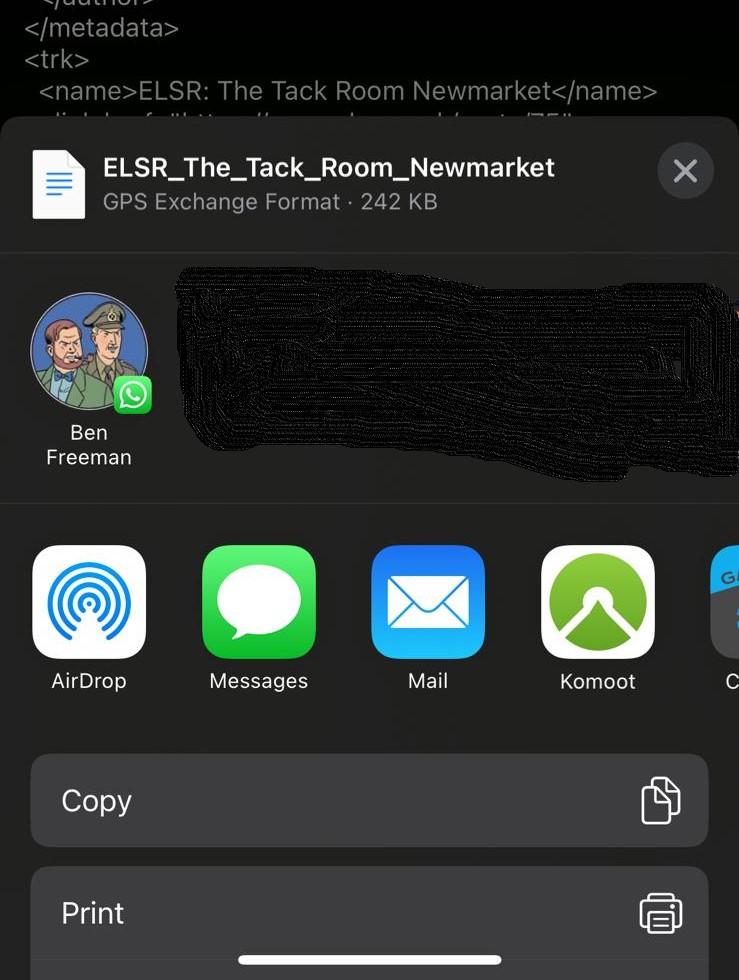 </author>
</metadata>
<trk>
<name>ELSR: The Tack Room Newmarket</name>
ELSR_The_Tack_Room_Newmarket
GPS Exchange Format · 242 KB
Ben
Freeman
AirDrop
Messages
Mail
Komoot
Copy
Print